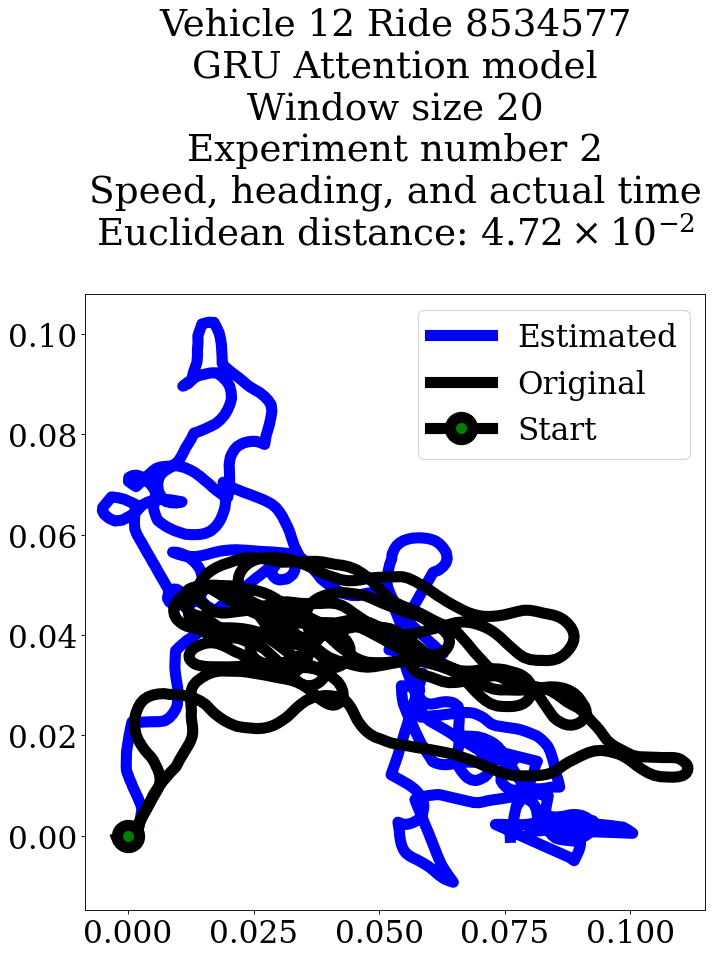 Vehicle 12 Ride 8534577
GRU Attention model
Window size 20
Experiment number 2
Speed, heading, and actual time
Euclidean distance: 4.72 × 10⁻²
Estimated
Original
Start
0.10
0.08
0.06
0.04
0.02
0.00
0.000 0.025 0.050 0.075 0.100